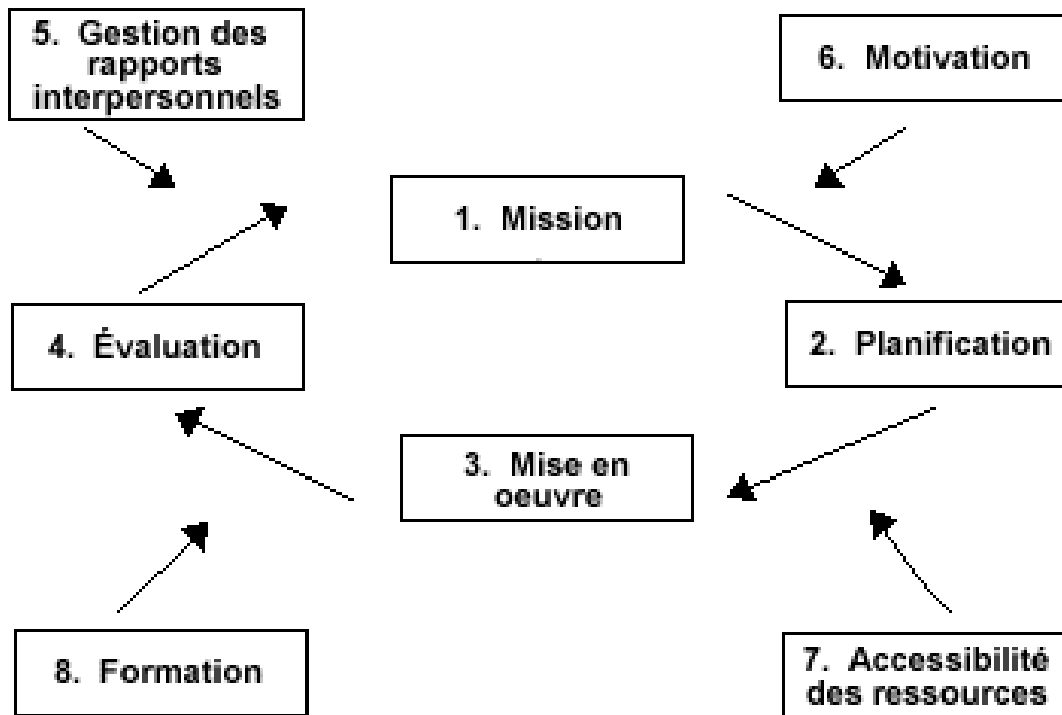 5. Gestion des
rapports
interpersonnels
6. Motivation
1. Mission
4. Évaluation
2. Planification
3. Mise en
oeuvre
8. Formation
7. Accessibilité
des ressources